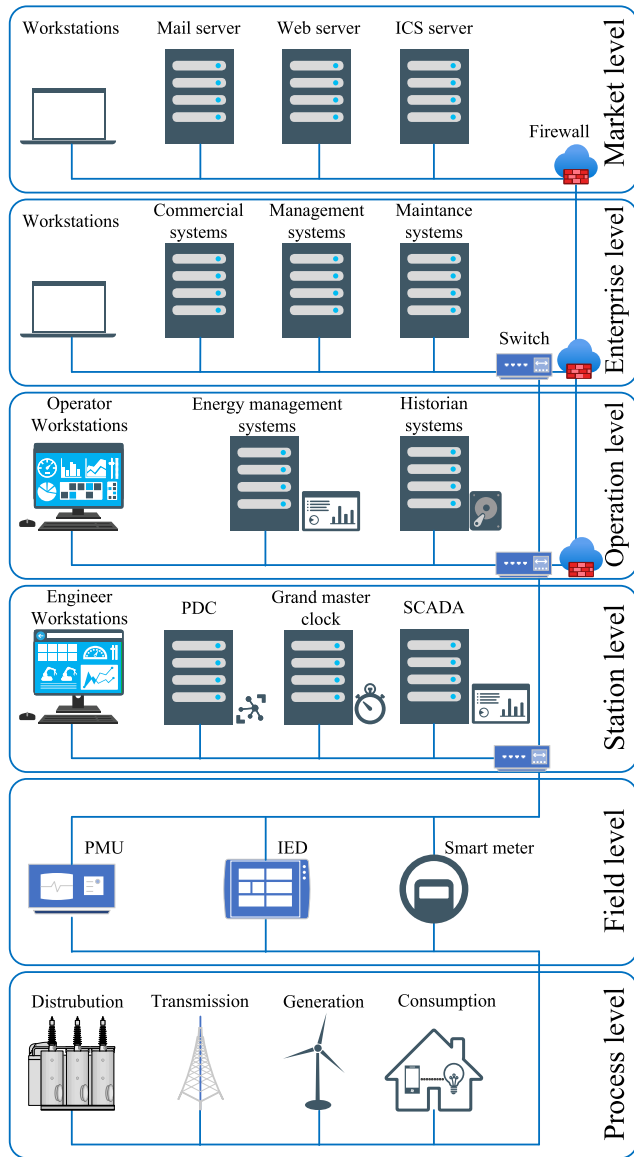 Workstations
Mail server
Web server
ICS server
Firewall
Market level
Workstations
Commercial
systems
Management
systems
Maintance
systems
Switch
Enterprise level
Operator
Workstations
Energy management
systems
Historian
systems
Operation level
Engineer
Workstations
PDC
Grand master
clock
SCADA
Station level
PMU
IED
Smart meter
Field level
Distrubution
Transmission
Generation
Consumption
Process level